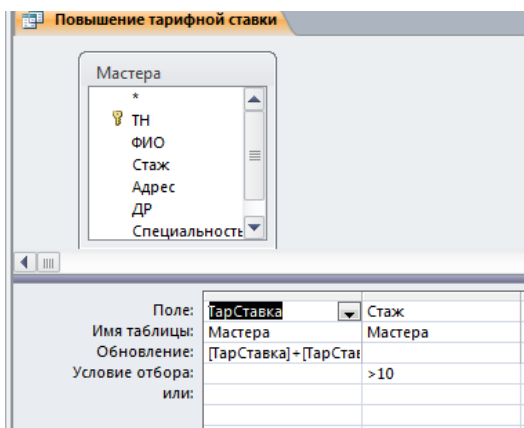 Повышение тарифной ставки
Мастера
*
ТН
ФИО
Стаж
Адрес
ДР
Специальность
Поле: ТарСтавка Стаж
Имя таблицы: Мастера Мастера
Обновление: [ТарСтавка]+[ТарСтав
Условие отбора: >10
или: